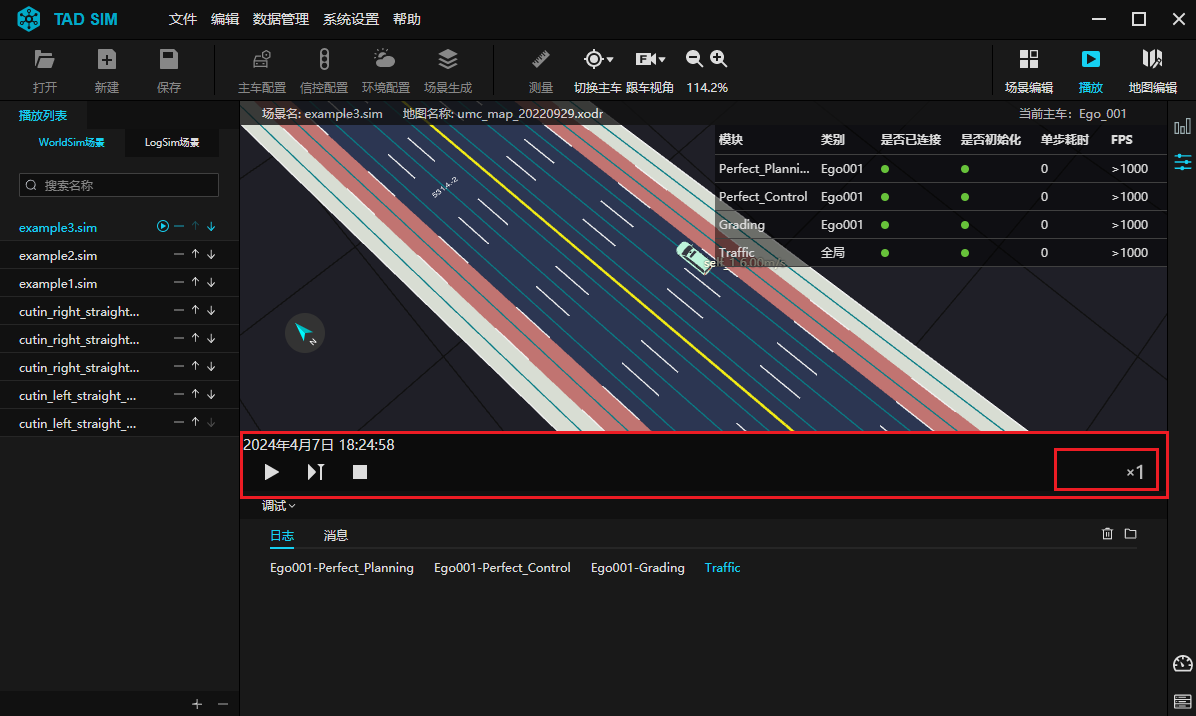 TAD SIM 文件 编辑 数据管理 系统设置 帮助
打开 新建 保存 主车配置 信控配置 环境配置 场景生成 测量 切换主车 跟车视角 114.2% 场景编辑 播放 地图编辑
播放列表
WorldSim场景 LogSim场景
搜索名称
example3.sim
example2.sim
example1.sim
cutin_right_straight...
cutin_right_straight...
cutin_right_straight...
cutin_left_straight_...
cutin_left_straight_...
场景名: example3.sim 地图名称: umc_map_20220929.xodr 当前主车: Ego_001
模块 类别 是否已连接 是否初始化 单步耗时 FPS
Perfect_Planni... Ego001 0 >1000
Perfect_Control Ego001 0 >1000
Grading Ego001 0 >1000
Traffic 全局 0 >1000
531,4,-2
self_1 6.00m/s
N
2024年4月7日 18:24:58
×1
调试
日志 消息
Ego001-Perfect_Planning Ego001-Perfect_Control Ego001-Grading Traffic